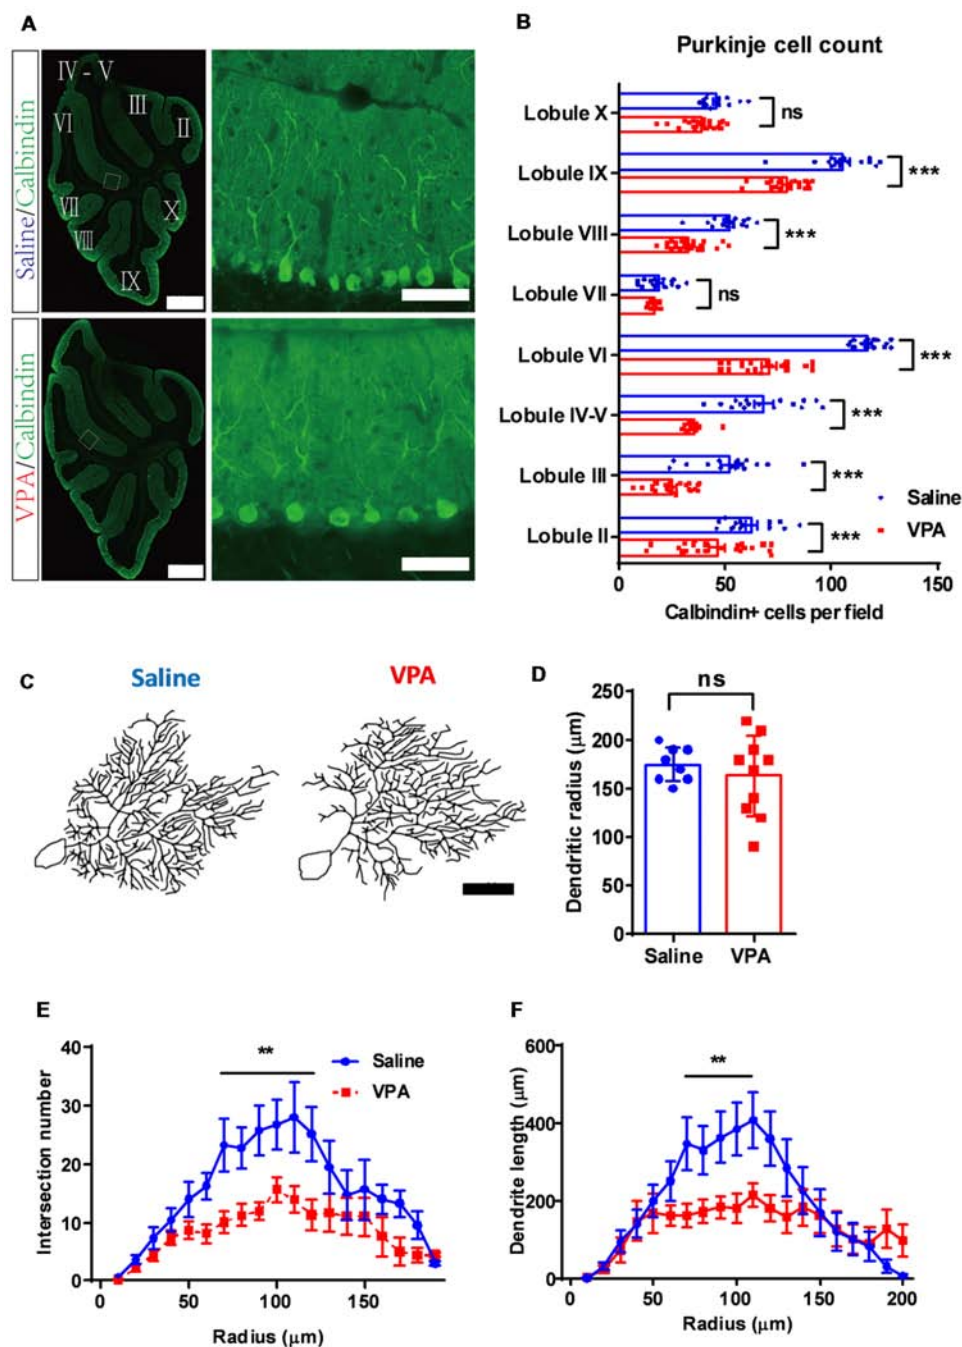 A
Saline/Calbindin
IV - V
III
II
VI
VII
X
VIII
IX
VPA/Calbindin
B
Purkinje cell count
Lobule X
ns
Lobule IX
***
Lobule VIII
***
Lobule VII
ns
Lobule VI
***
Lobule IV-V
***
Lobule III
***
Lobule II
***
Saline
VPA
0 50 100 150
Calbindin+ cells per field
C
Saline
VPA
D
ns
Dendritic radius (μm)
250
200
150
100
50
0
Saline VPA
E
**
Saline
VPA
Intersection number
40
30
20
10
0
0 50 100 150
Radius (μm)
F
**
Dendrite length (μm)
600
400
200
0
0 50 100 150 200
Radius (μm)